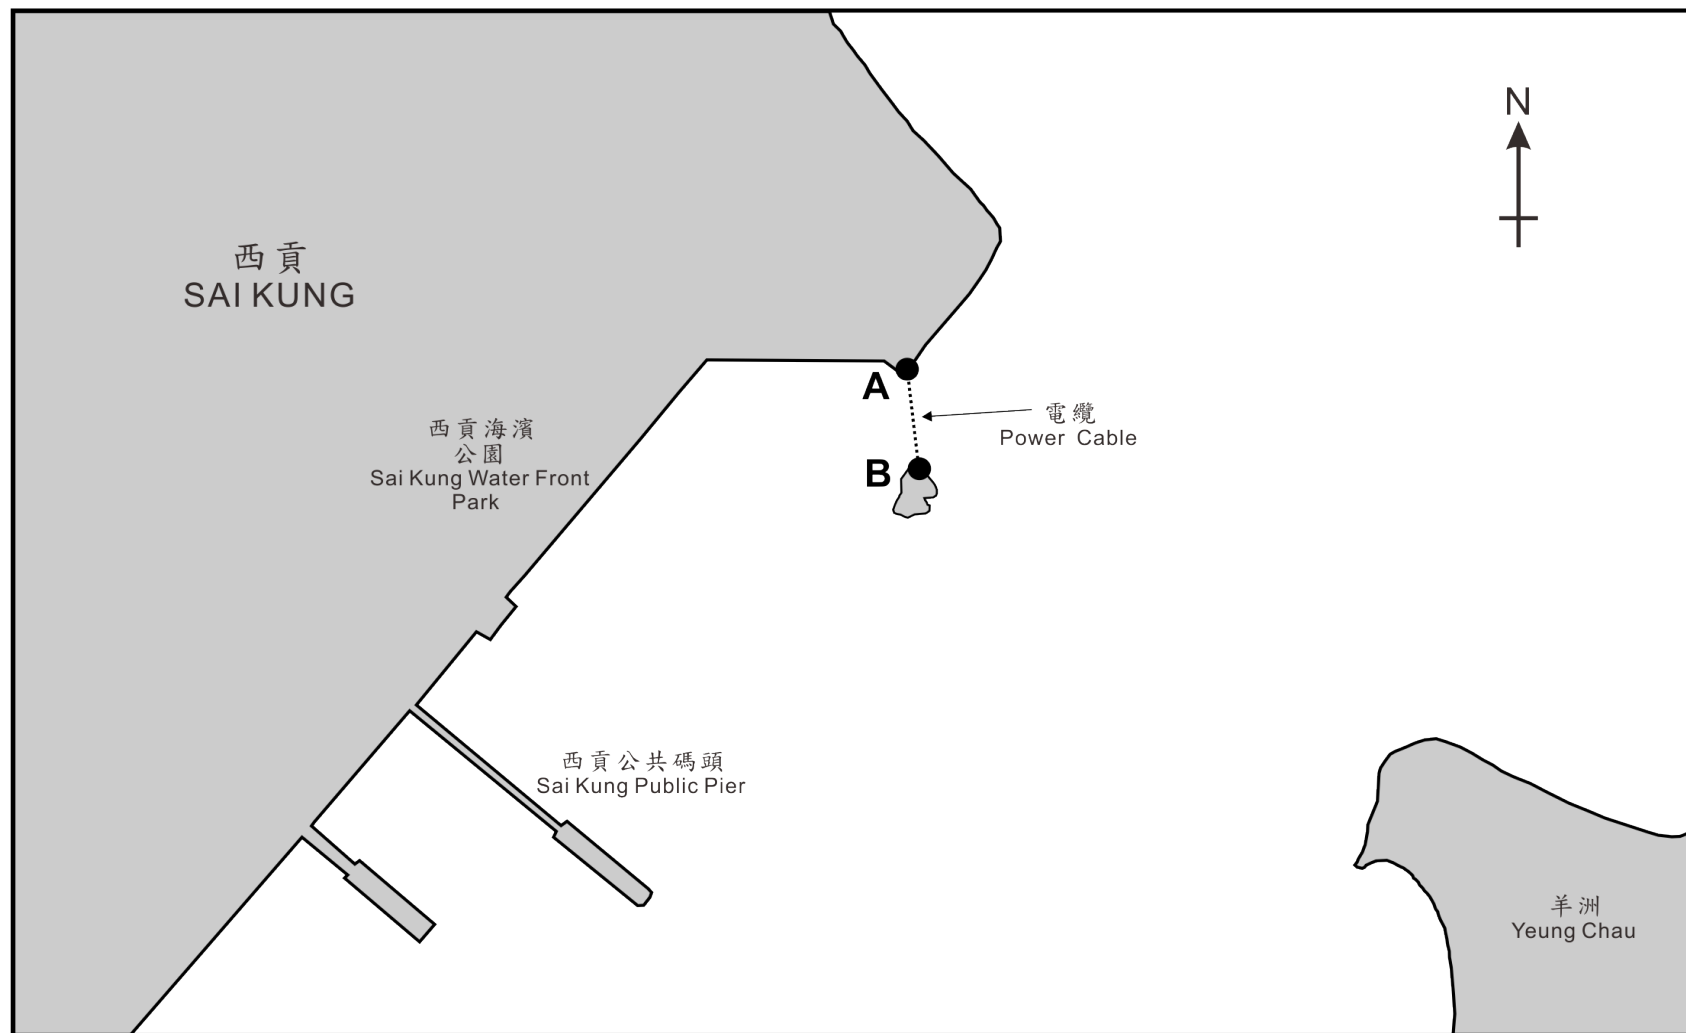 N
西貢
SAI KUNG
A
電纜
Power Cable
西貢海濱
公園
Sai Kung Water Front
Park
B
西貢公共碼頭
Sai Kung Public Pier
羊洲
Yeung Chau